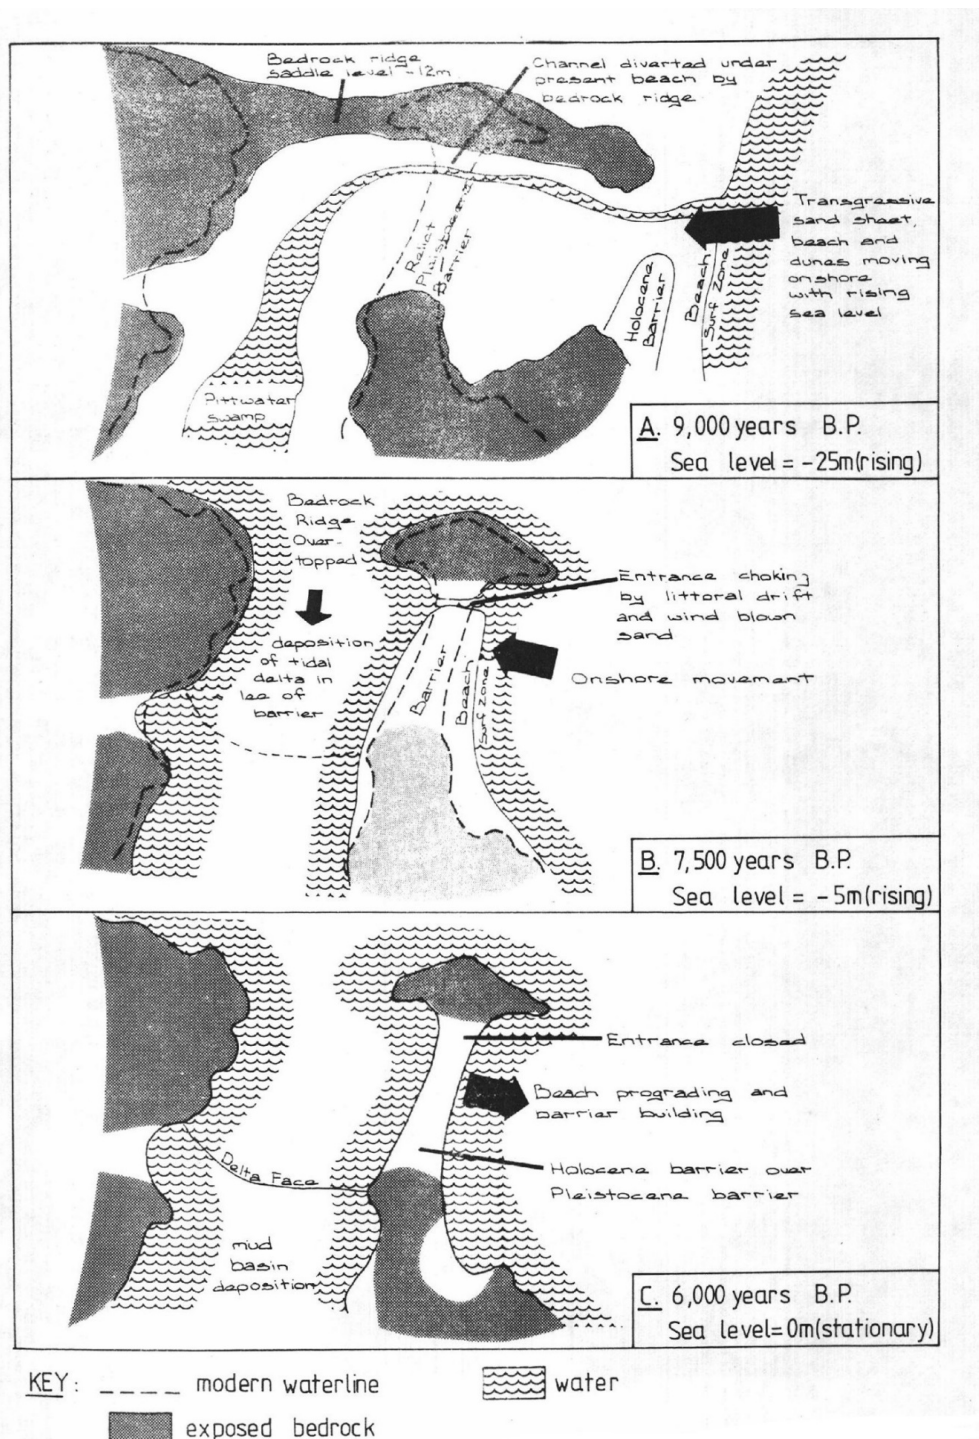 Bedrock ridge
saddle level -12m
Channel diverted under
present beach by
bedrock ridge
Relict
Pleistocene
Barrier
Transgressive
sand sheet,
beach and
dunes moving
onshore
with rising
sea level
Holocene
Barrier
Beach
Surf Zone
Pittwater
swamp
A. 9,000 years B.P.
Sea level = -25m(rising)
Bedrock
Ridge
Over-
topped
deposition
of tidal
delta in
lee of
barrier
Barrier
Beach
Surf zone
Entrance choking
by littoral drift
and wind blown
sand
Onshore movement
B. 7,500 years B.P.
Sea level = -5m(rising)
Entrance closed
Beach prograding and
barrier building
Delta Face
Holocene barrier over
Pleistocene barrier
mud
basin
deposition
C. 6,000 years B.P.
Sea level=0m(stationary)
KEY: modern waterline
water
exposed bedrock